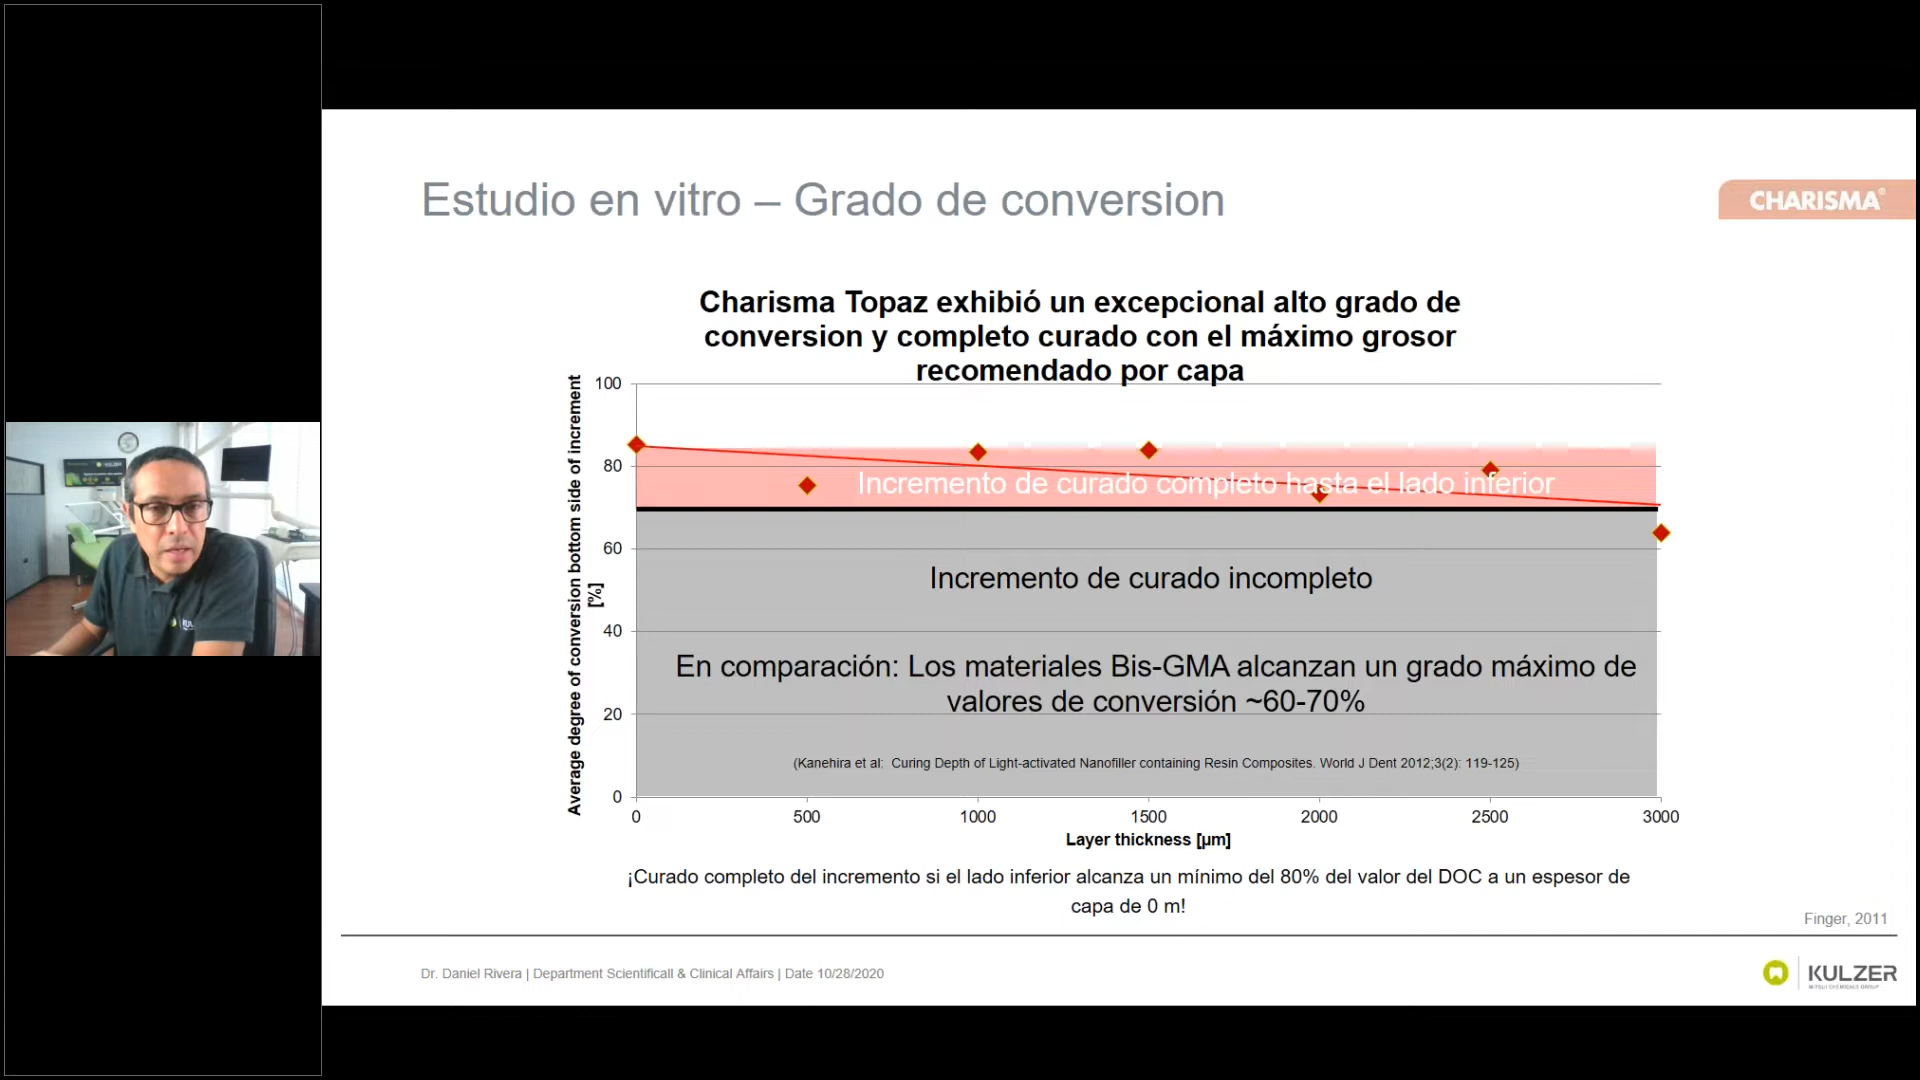 Estudio en vitro – Grado de conversion
CHARISMA®
Charisma Topaz exhibió un excepcional alto grado de
conversion y completo curado con el máximo grosor
recomendado por capa
Average degree of conversion bottom side of increment
[%]
100
80
60
40
20
0
Incremento de curado completo hasta el lado inferior
Incremento de curado incompleto
En comparación: Los materiales Bis-GMA alcanzan un grado máximo de
valores de conversión ~60-70%
(Kanehira et al: Curing Depth of Light-activated Nanofiller containing Resin Composites. World J Dent 2012;3(2): 119-125)
0 500 1000 1500 2000 2500 3000
Layer thickness [µm]
¡Curado completo del incremento si el lado inferior alcanza un mínimo del 80% del valor del DOC a un espesor de
capa de 0 m!
Finger, 2011
Dr. Daniel Rivera | Department Scientificall & Clinical Affairs | Date 10/28/2020
KULZER
MITSUI CHEMICALS GROUP
KULZER